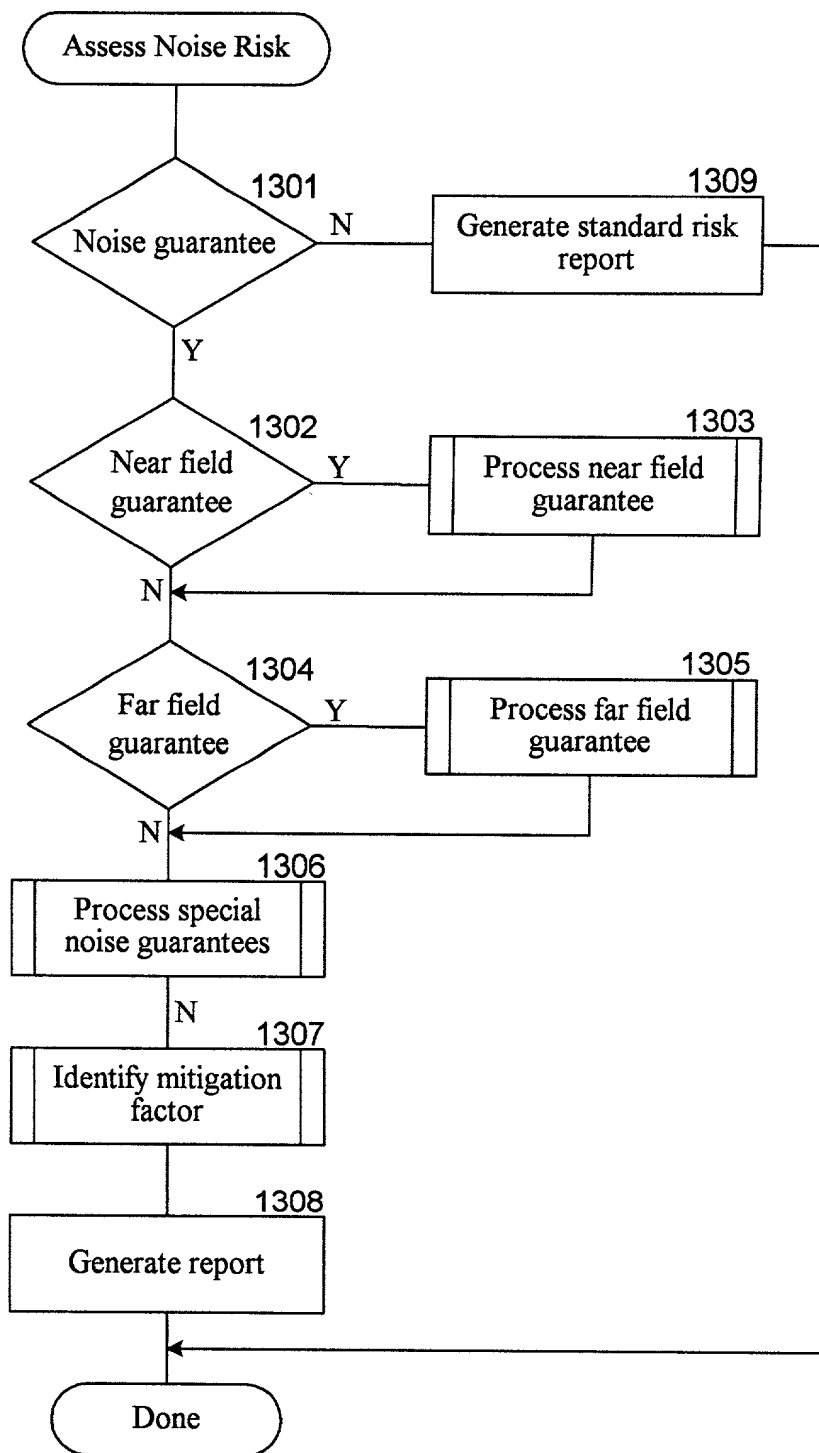 Assess Noise Risk
1301
Noise guarantee
N
Y
1309
Generate standard risk
report
1302
Near field
guarantee
Y
N
1303
Process near field
guarantee
1304
Far field
guarantee
Y
N
1305
Process far field
guarantee
1306
Process special
noise guarantees
N
1307
Identify mitigation
factor
1308
Generate report
Done